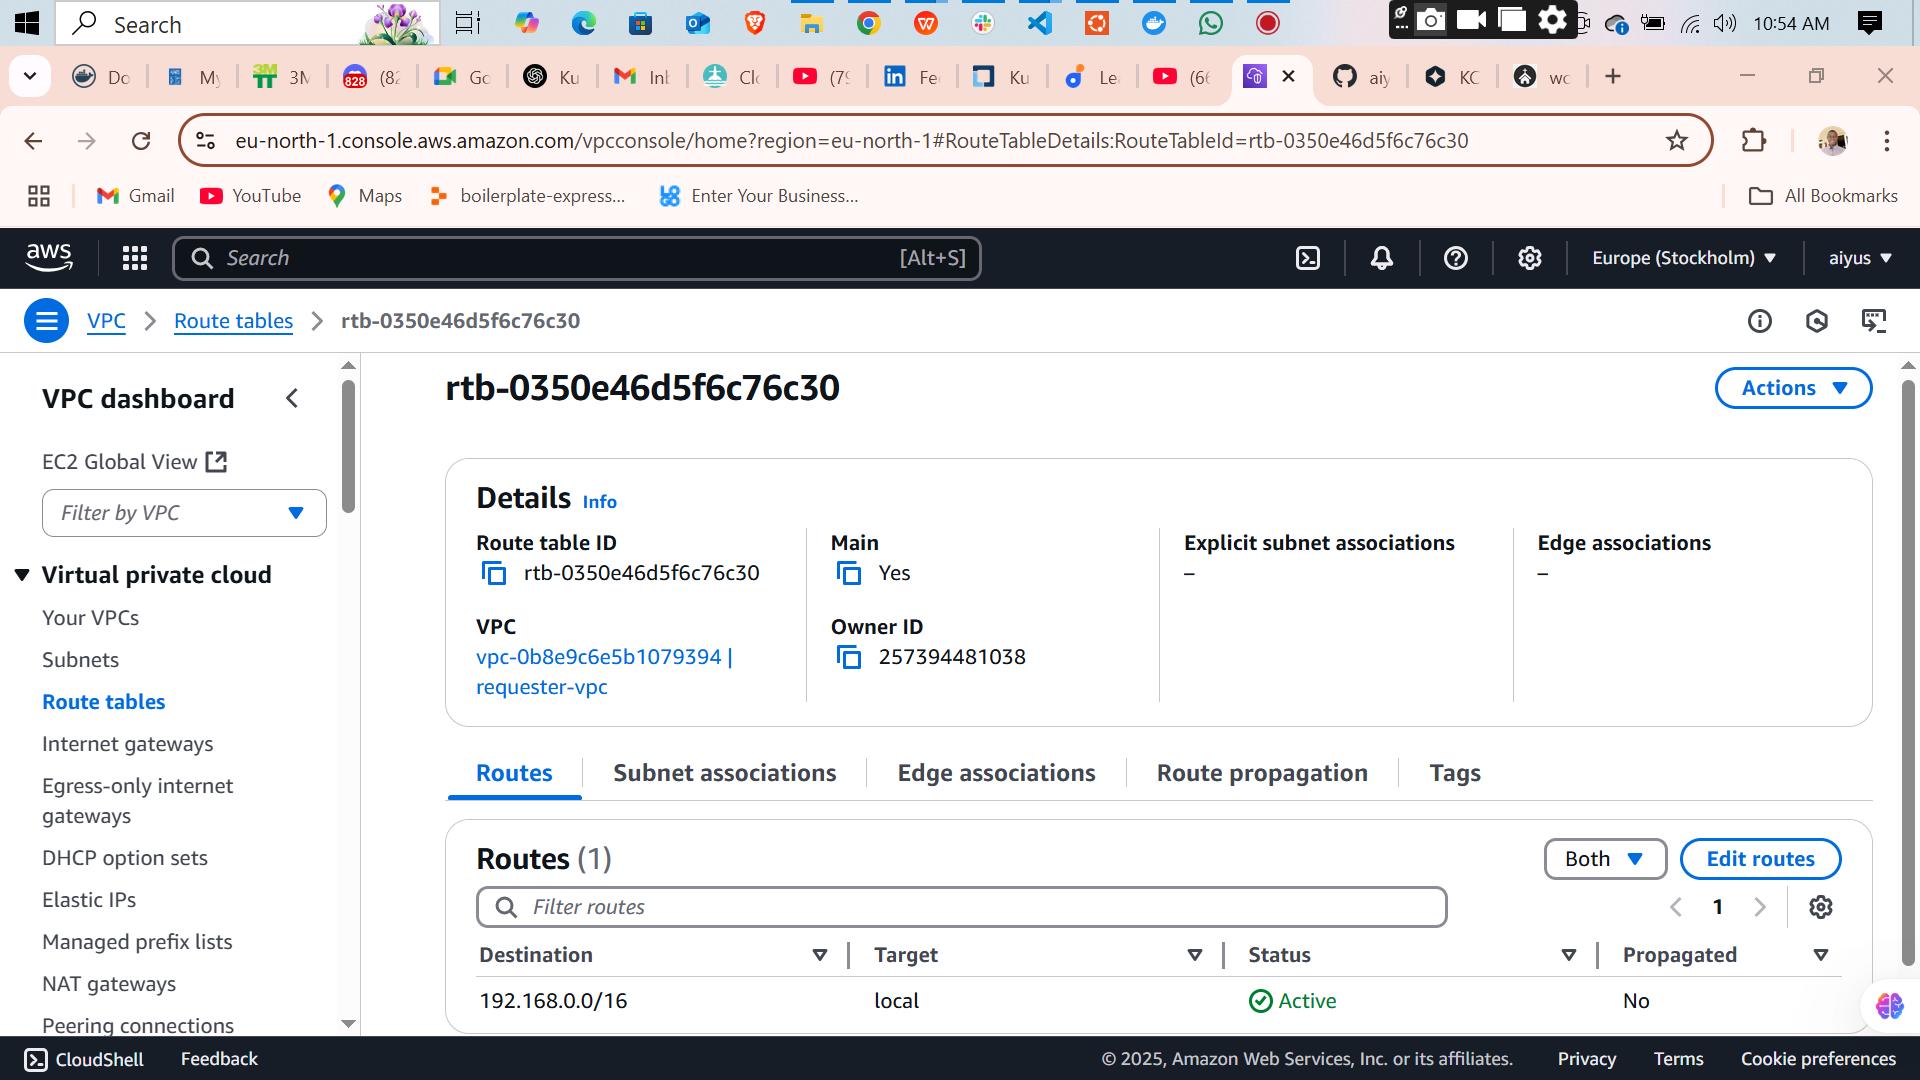 Search
10:54 AM
Do
My
3M
828
(82
Go
Ku
Inb
Clo
(79
Fee
Ku
Le
(66
aiy
KC
wc
eu-north-1.console.aws.amazon.com/vpcconsole/home?region=eu-north-1#RouteTableDetails:RouteTableId=rtb-0350e46d5f6c76c30
Gmail
YouTube
Maps
boilerplate-express...
Enter Your Business...
All Bookmarks
aws
Search
[Alt+S]
Europe (Stockholm)
aiyus
VPC
Route tables
rtb-0350e46d5f6c76c30
VPC dashboard
EC2 Global View
Filter by VPC
Virtual private cloud
Your VPCs
Subnets
Route tables
Internet gateways
Egress-only internet
gateways
DHCP option sets
Elastic IPs
Managed prefix lists
NAT gateways
Peering connections
rtb-0350e46d5f6c76c30
Actions
Details Info
Route table ID
rtb-0350e46d5f6c76c30
Main
Yes
Explicit subnet associations
–
Edge associations
–
VPC
vpc-0b8e9c6e5b1079394 |
requester-vpc
Owner ID
257394481038
Routes
Subnet associations
Edge associations
Route propagation
Tags
Routes (1)
Both
Edit routes
Filter routes
1
Destination
Target
Status
Propagated
192.168.0.0/16
local
Active
No
CloudShell
Feedback
© 2025, Amazon Web Services, Inc. or its affiliates.
Privacy
Terms
Cookie preferences